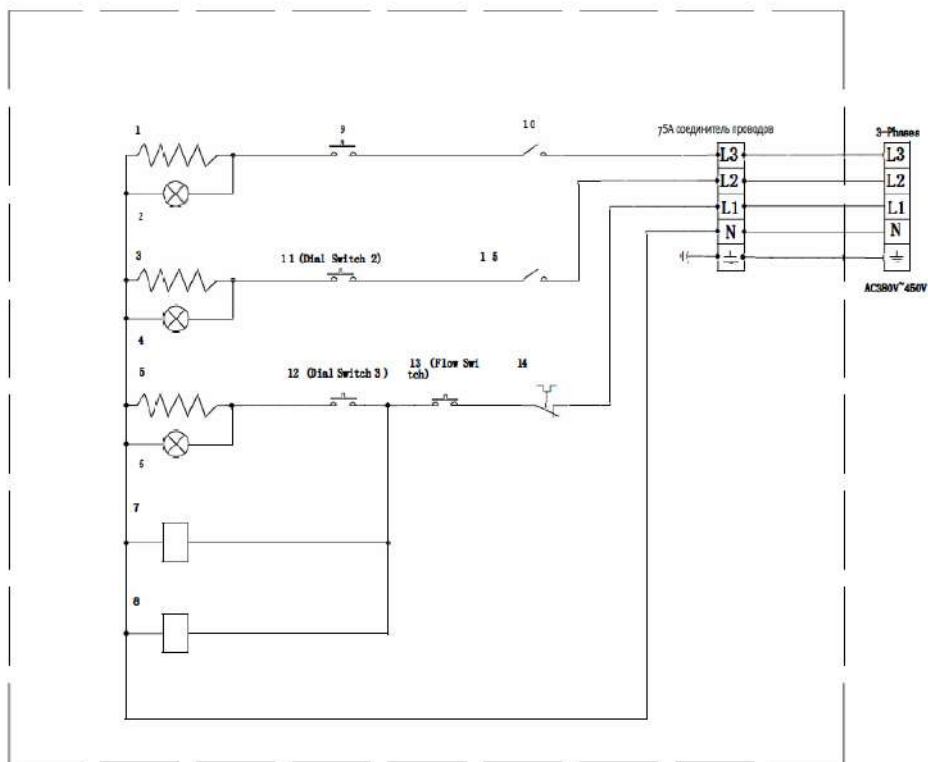 1
9
10
75А соединитель проводов
3-Phases
L3
L3
2
L2
L2
L1
L1
N
N
3
11 (Dial Switch 2)
15
AC380V~450V
4
5
12 (Dial Switch 3)
13 (Flow Swi
tch)
14
6
7
8